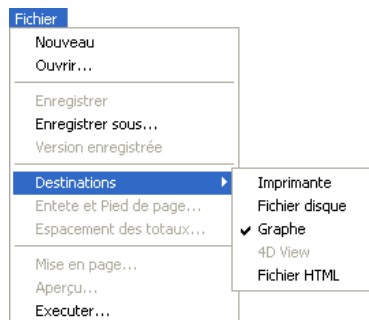 Fichier
Nouveau
Ouvrir...
Enregistrer
Enregistrer sous...
Version enregistrée
Destinations
Entete et Pied de page...
Espacement des totaux...
Mise en page...
Aperçu...
Executer...
Imprimante
Fichier disque
Graphe
4D View
Fichier HTML